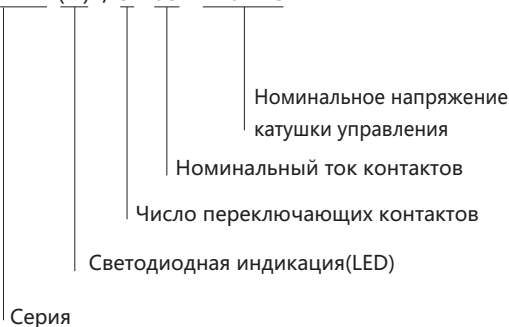 Номинальное напряжение
катушки управления
Номинальный ток контактов
Число переключающих контактов
Светодиодная индикация(LED)
Серия